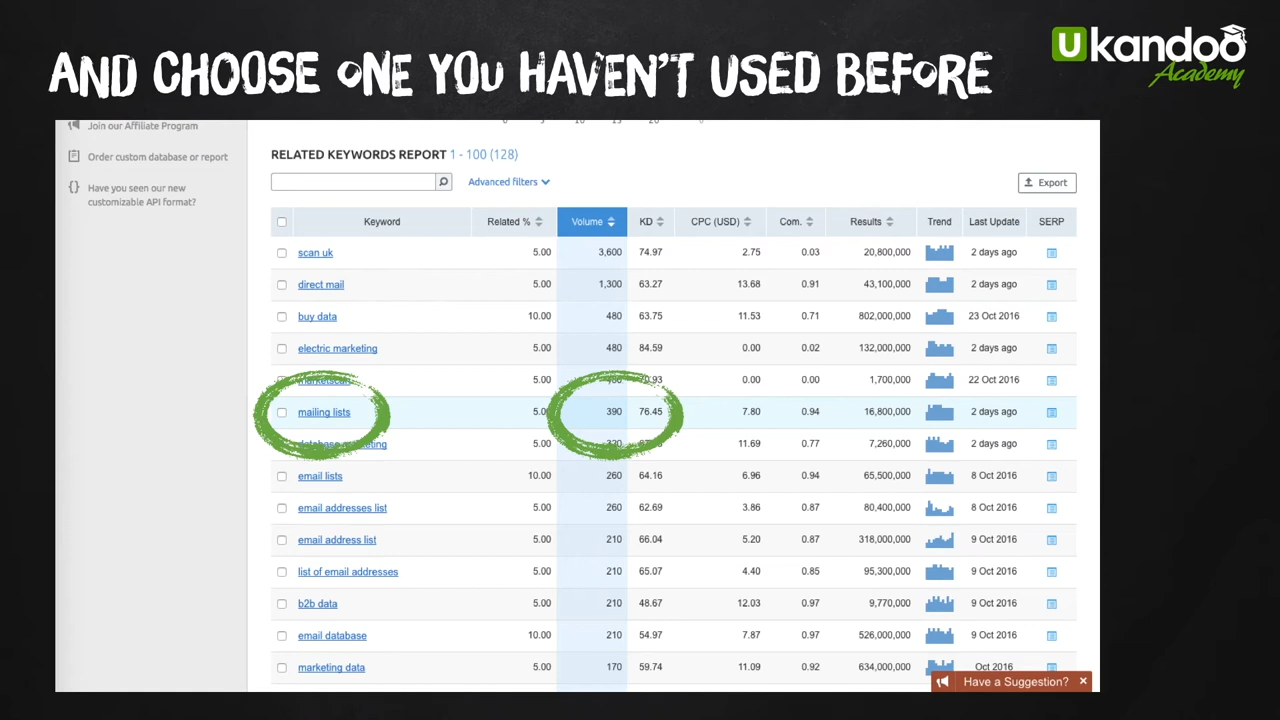 AND CHOOSE ONE YOU HAVEN'T USED BEFORE
Ukandoo
Academy
Join our Affiliate Program
Order custom database or report
{} Have you seen our new
customizable API format?
RELATED KEYWORDS REPORT 1 - 100 (128)
Advanced filters
Export
Keyword Related % Volume KD CPC (USD) Com. Results Trend Last Update SERP
scan uk 5.00 3,600 74.97 2.75 0.03 20,800,000 2 days ago
direct mail 5.00 1,300 63.27 13.68 0.91 43,100,000 2 days ago
buy data 10.00 480 63.75 11.53 0.71 802,000,000 23 Oct 2016
electric marketing 5.00 480 84.59 0.00 0.02 132,000,000 2 days ago
5.00 0.00 0.00 1,700,000 22 Oct 2016
mailing lists 5.00 390 76.45 7.80 0.94 16,800,000 2 days ago
database marketing 5.00 320 11.69 0.77 7,260,000 2 days ago
email lists 10.00 260 64.16 6.96 0.94 65,500,000 8 Oct 2016
email addresses list 5.00 260 62.69 3.86 0.87 80,400,000 8 Oct 2016
email address list 5.00 210 66.04 5.20 0.87 318,000,000 9 Oct 2016
list of email addresses 5.00 210 65.07 4.40 0.85 95,300,000 9 Oct 2016
b2b data 5.00 210 48.67 12.03 0.97 9,770,000 9 Oct 2016
email database 10.00 210 54.97 7.87 0.97 526,000,000 9 Oct 2016
marketing data 5.00 170 59.74 11.09 0.92 634,000,000 Oct 2016
Have a Suggestion? ×